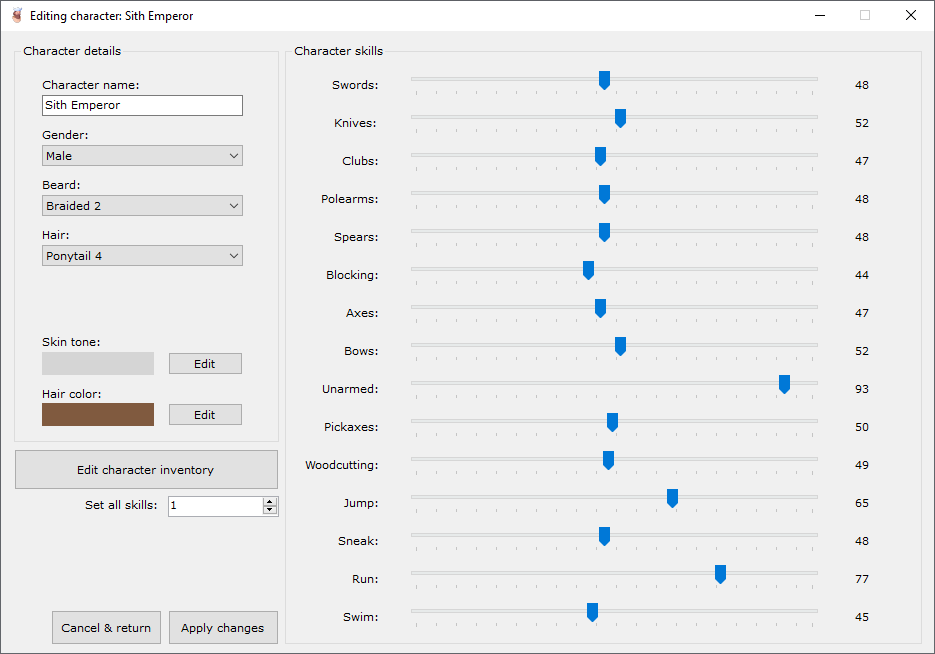 Editing character: Sith Emperor
Character details
Character name:
Sith Emperor
Gender:
Male
Beard:
Braided 2
Hair:
Ponytail 4
Skin tone:
Edit
Hair color:
Edit
Edit character inventory
Set all skills: 1
Cancel & return Apply changes
Character skills
Swords: 48
Knives: 52
Clubs: 47
Polearms: 48
Spears: 48
Blocking: 44
Axes: 47
Bows: 52
Unarmed: 93
Pickaxes: 50
Woodcutting: 49
Jump: 65
Sneak: 48
Run: 77
Swim: 45